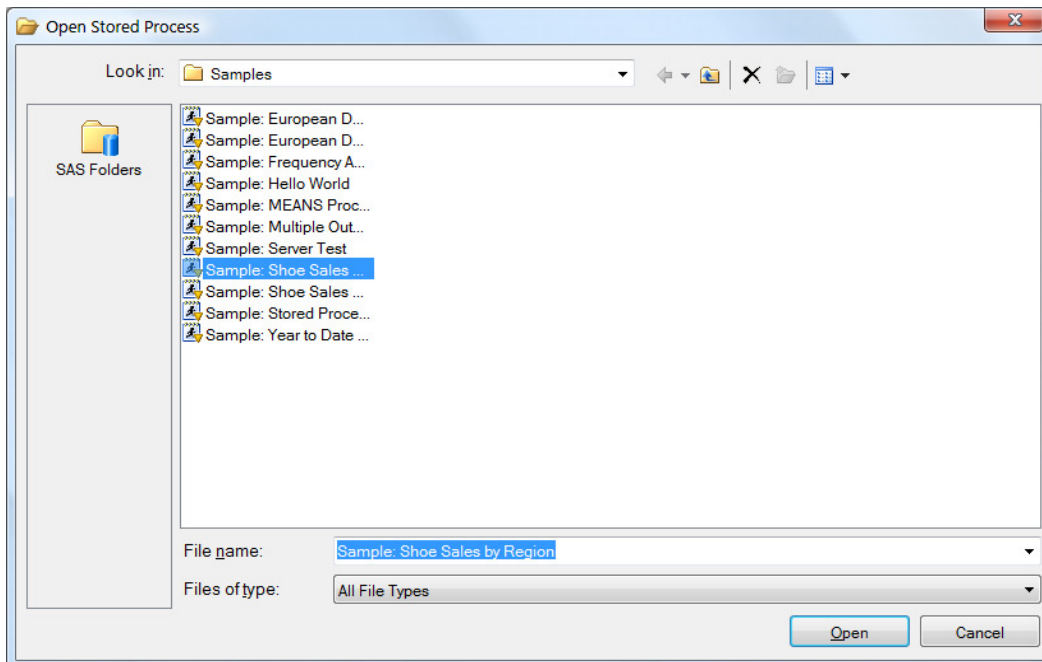 Open Stored Process
Look in:
Samples
SAS Folders
Sample: European D...
Sample: European D...
Sample: Frequency A...
Sample: Hello World
Sample: MEANS Proc...
Sample: Multiple Out...
Sample: Server Test
Sample: Shoe Sales ...
Sample: Shoe Sales ...
Sample: Stored Proce...
Sample: Year to Date ...
File name:
Sample: Shoe Sales by Region
Files of type:
All File Types
Open
Cancel